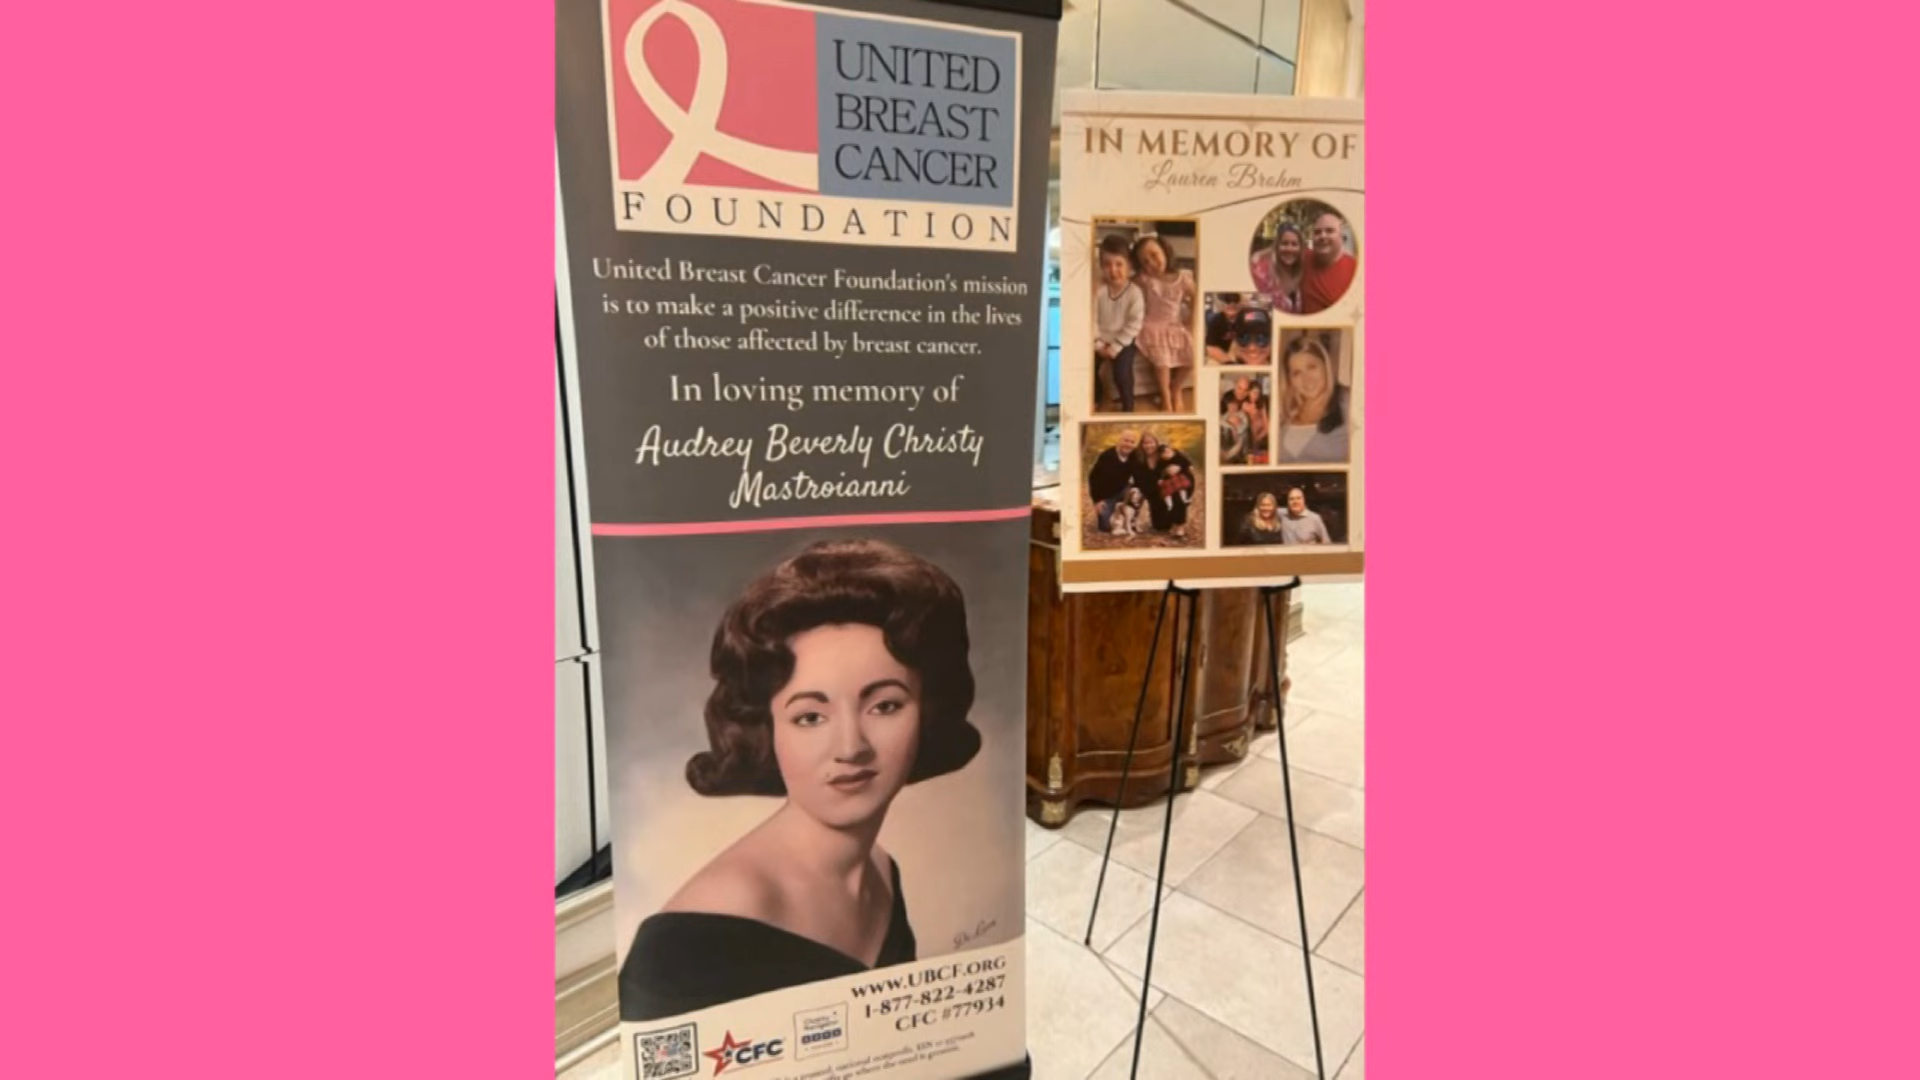 UNITED
BREAST
CANCER
FOUNDATION
United Breast Cancer Foundation's mission
is to make a positive difference in the lives
of those affected by breast cancer.
In loving memory of
Audrey Beverly Christy
Mastroianni
WWW.UBCF.ORG
1-877-822-4287
CFC #77934
CFC
IN MEMORY OF
Lauren Brohm